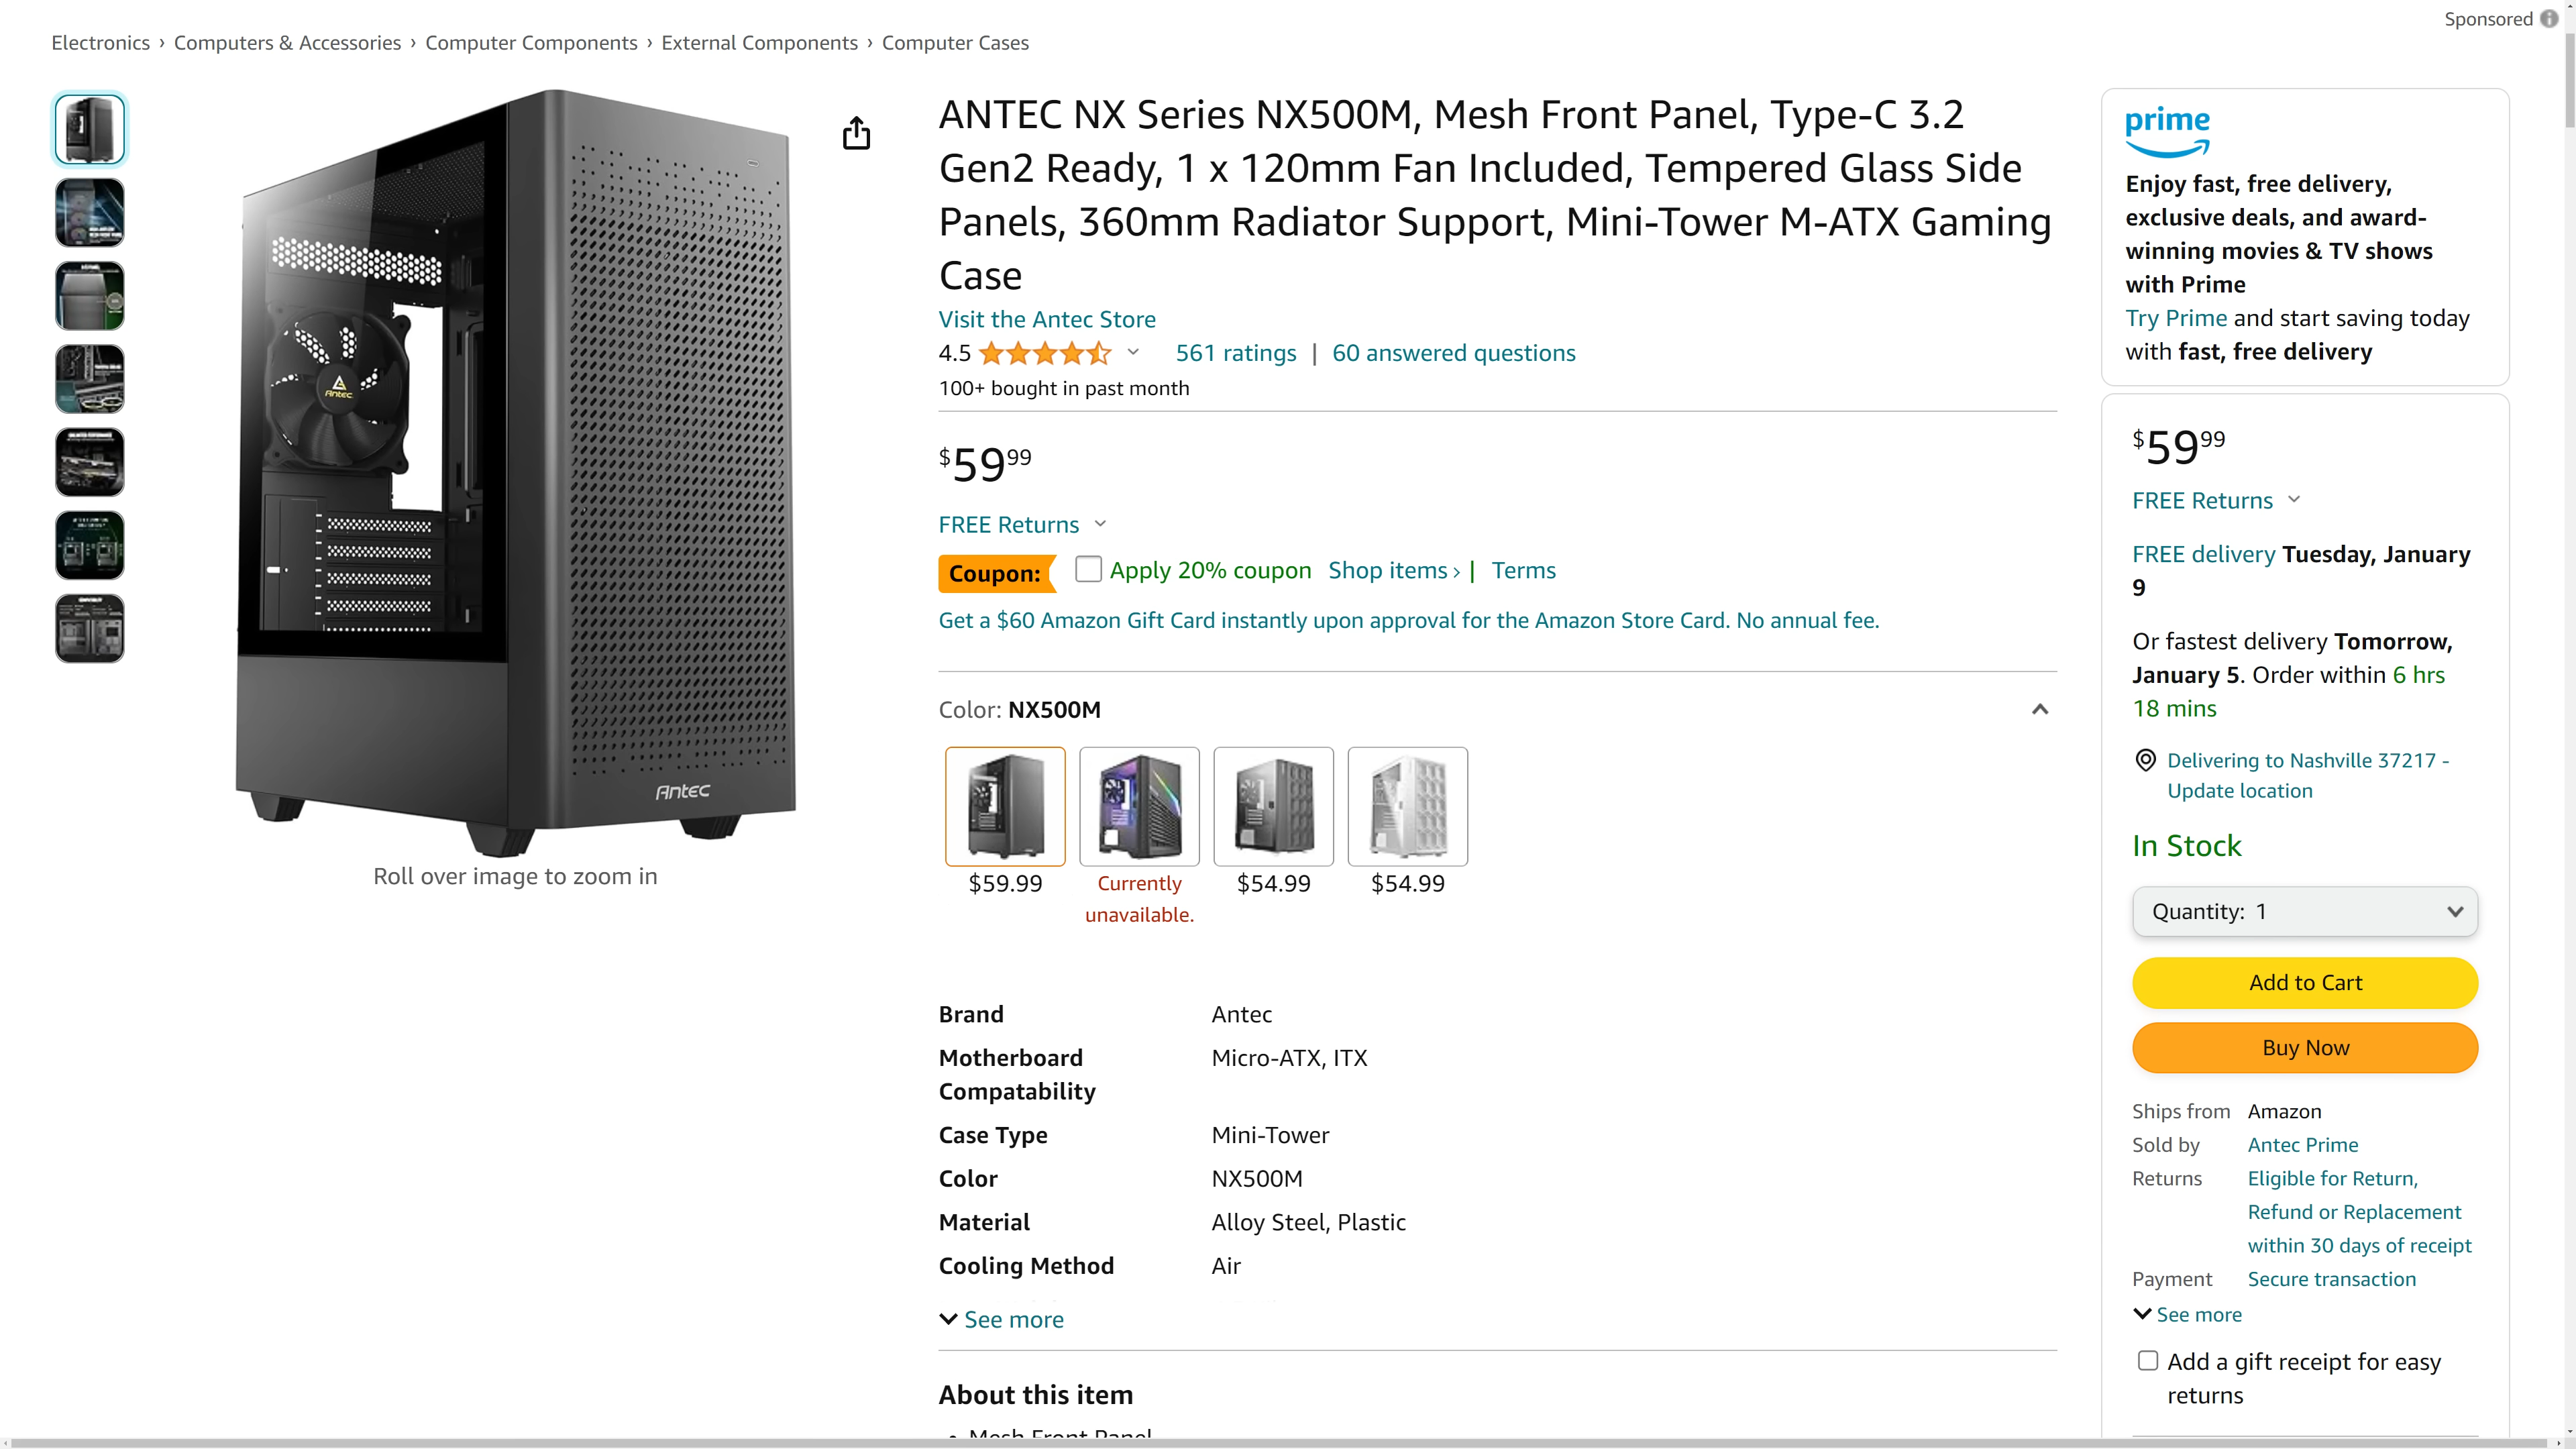 Sponsored
Electronics › Computers & Accessories › Computer Components › External Components › Computer Cases
Antec
Antec
Roll over image to zoom in
ANTEC NX Series NX500M, Mesh Front Panel, Type-C 3.2
Gen2 Ready, 1 x 120mm Fan Included, Tempered Glass Side
Panels, 360mm Radiator Support, Mini-Tower M-ATX Gaming
Case
Visit the Antec Store
4.5 561 ratings | 60 answered questions
100+ bought in past month
$59 99
FREE Returns
Coupon: Apply 20% coupon Shop items › | Terms
Get a $60 Amazon Gift Card instantly upon approval for the Amazon Store Card. No annual fee.
Color: NX500M
$59.99 Currently unavailable. $54.99 $54.99
Brand Antec
Motherboard Compatability Micro-ATX, ITX
Case Type Mini-Tower
Color NX500M
Material Alloy Steel, Plastic
Cooling Method Air
See more
About this item
• Mesh Front Panel
prime
Enjoy fast, free delivery,
exclusive deals, and award-
winning movies & TV shows
with Prime
Try Prime and start saving today
with fast, free delivery
$59 99
FREE Returns
FREE delivery Tuesday, January
9
Or fastest delivery Tomorrow,
January 5. Order within 6 hrs
18 mins
Delivering to Nashville 37217 -
Update location
In Stock
Quantity: 1
Add to Cart
Buy Now
Ships from Amazon
Sold by Antec Prime
Returns Eligible for Return,
Refund or Replacement
within 30 days of receipt
Payment Secure transaction
See more
Add a gift receipt for easy
returns